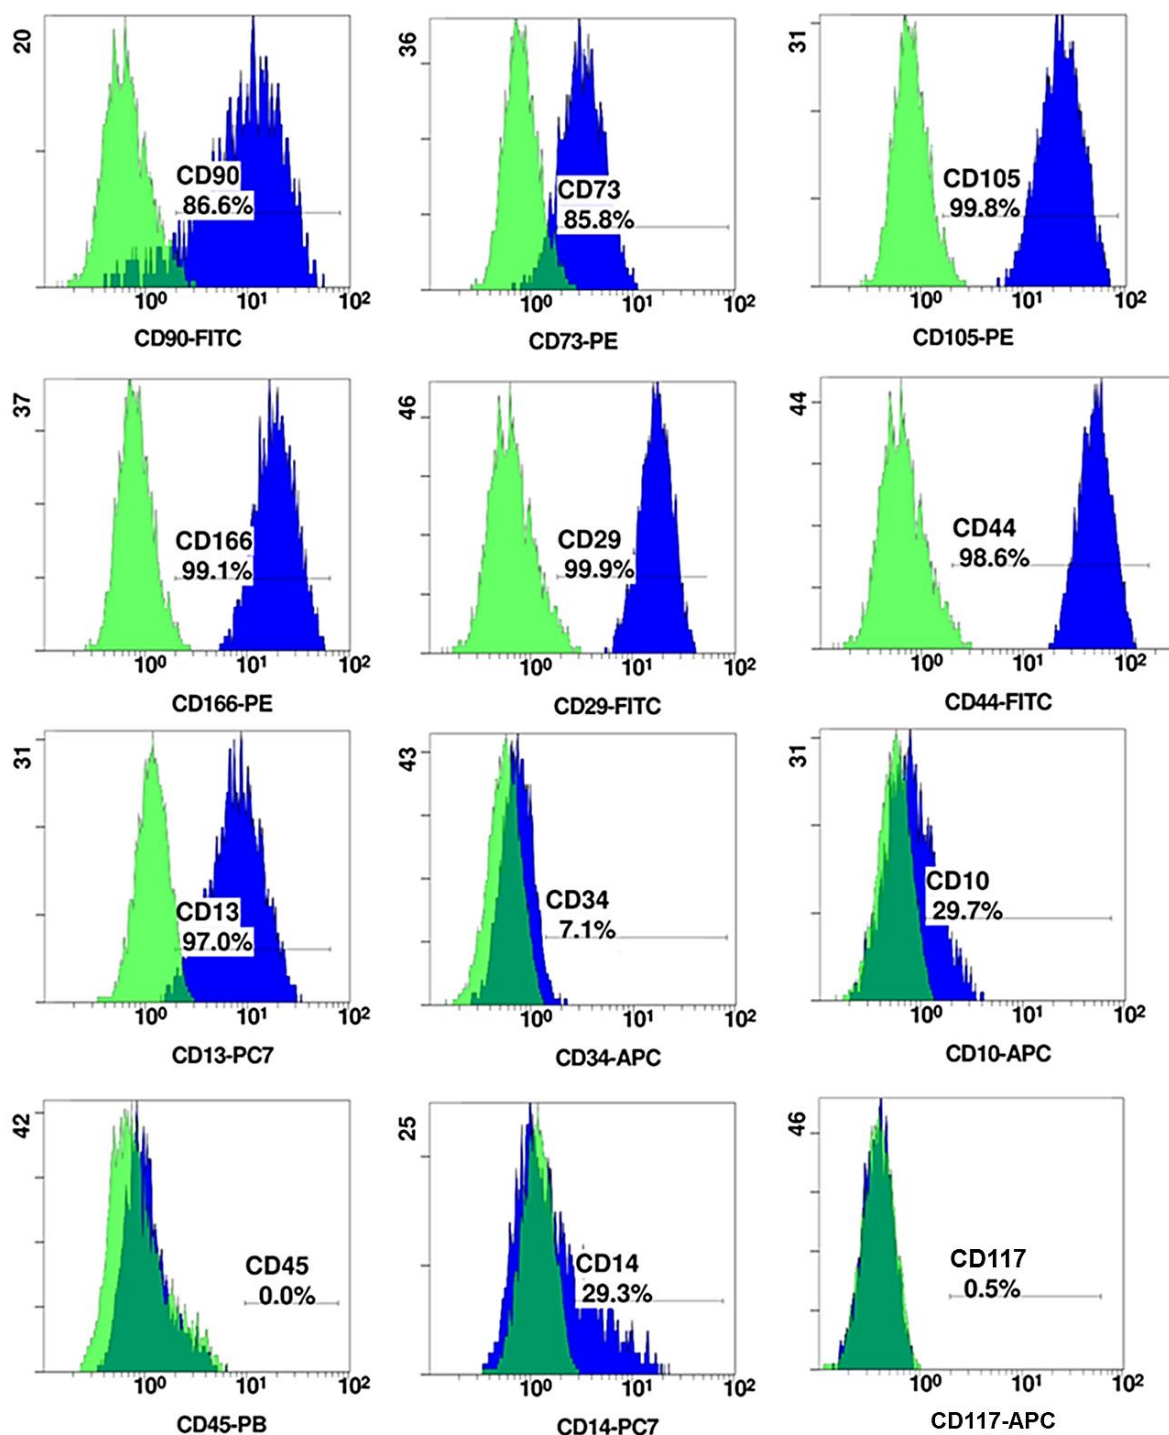 20
CD90
86.6%
10⁰ 10¹ 10²
CD90-FITC
36
CD73
85.8%
10⁰ 10¹ 10²
CD73-PE
31
CD105
99.8%
10⁰ 10¹ 10²
CD105-PE
37
CD166
99.1%
10⁰ 10¹ 10²
CD166-PE
46
CD29
99.9%
10⁰ 10¹ 10²
CD29-FITC
44
CD44
98.6%
10⁰ 10¹ 10²
CD44-FITC
31
CD13
97.0%
10⁰ 10¹ 10²
CD13-PC7
43
CD34
7.1%
10⁰ 10¹ 10²
CD34-APC
31
CD10
29.7%
10⁰ 10¹ 10²
CD10-APC
42
CD45
0.0%
10⁰ 10¹ 10²
CD45-PB
25
CD14
29.3%
10⁰ 10¹ 10²
CD14-PC7
46
CD117
0.5%
10⁰ 10¹ 10²
CD117-APC